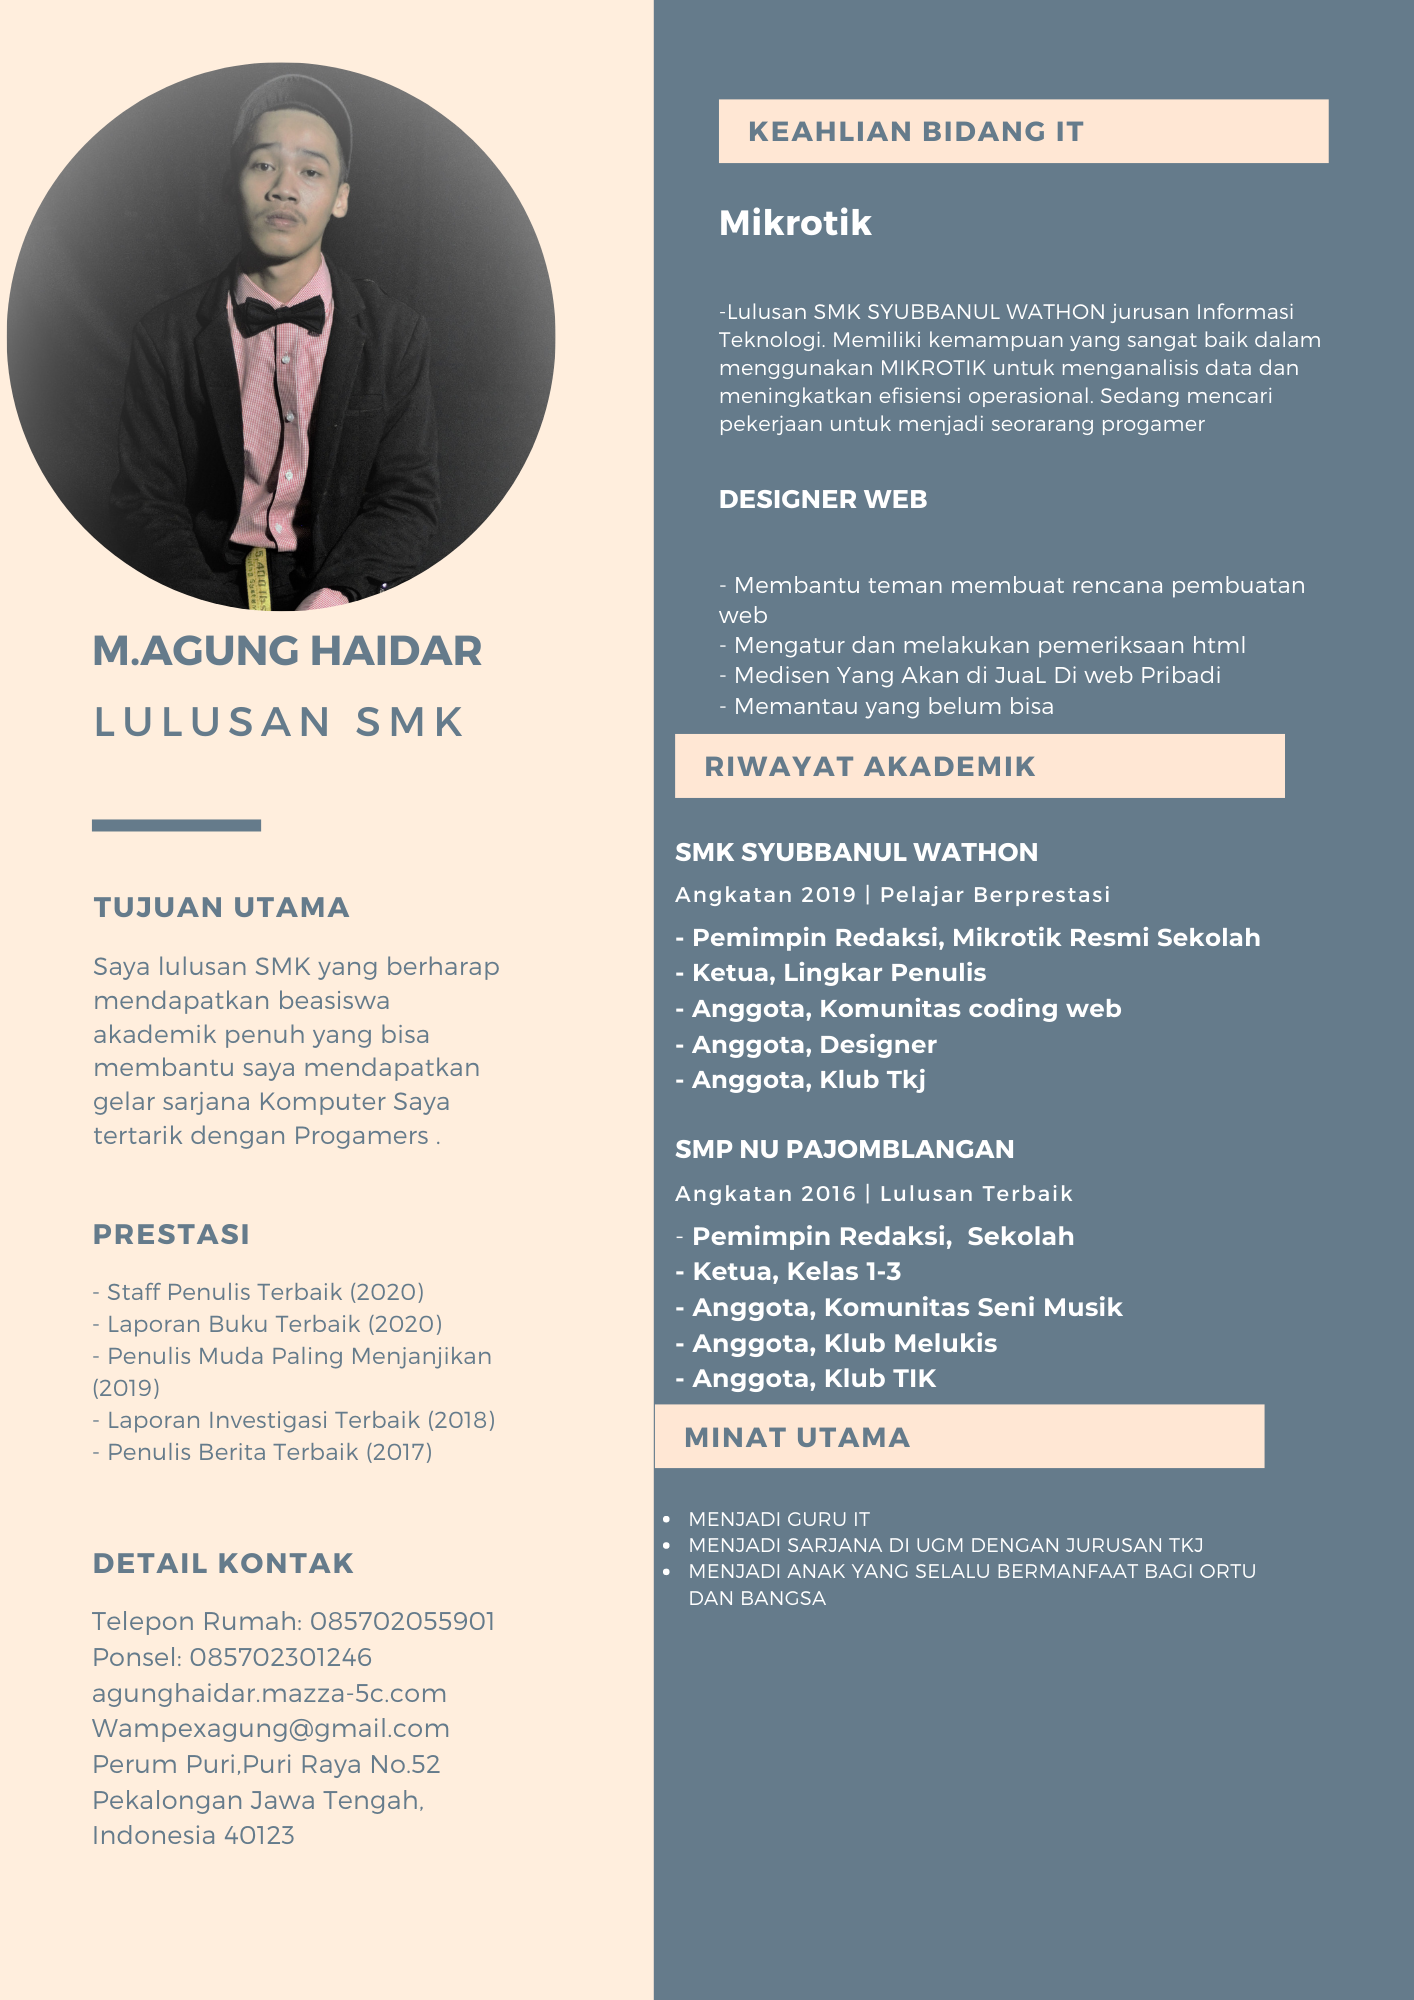 M.AGUNG HAIDAR
LULUSAN SMK
TUJUAN UTAMA
Saya lulusan SMK yang berharap
mendapatkan beasiswa
akademik penuh yang bisa
membantu saya mendapatkan
gelar sarjana Komputer Saya
tertarik dengan Progamers .
PRESTASI
- Staff Penulis Terbaik (2020)
- Laporan Buku Terbaik (2020)
- Penulis Muda Paling Menjanjikan
(2019)
- Laporan Investigasi Terbaik (2018)
- Penulis Berita Terbaik (2017)
DETAIL KONTAK
Telepon Rumah: 085702055901
Ponsel: 085702301246
agunghaidar.mazza-5c.com
Wampexagung@gmail.com
Perum Puri,Puri Raya No.52
Pekalongan Jawa Tengah,
Indonesia 40123
KEAHLIAN BIDANG IT
Mikrotik
-Lulusan SMK SYUBBANUL WATHON jurusan Informasi
Teknologi. Memiliki kemampuan yang sangat baik dalam
menggunakan MIKROTIK untuk menganalisis data dan
meningkatkan efisiensi operasional. Sedang mencari
pekerjaan untuk menjadi seorarang progamer
DESIGNER WEB
- Membantu teman membuat rencana pembuatan
web
- Mengatur dan melakukan pemeriksaan html
- Medisen Yang Akan di JuaL Di web Pribadi
- Memantau yang belum bisa
RIWAYAT AKADEMIK
SMK SYUBBANUL WATHON
Angkatan 2019 | Pelajar Berprestasi
- Pemimpin Redaksi, Mikrotik Resmi Sekolah
- Ketua, Lingkar Penulis
- Anggota, Komunitas coding web
- Anggota, Designer
- Anggota, Klub Tkj
SMP NU PAJOMBLANGAN
Angkatan 2016 | Lulusan Terbaik
- Pemimpin Redaksi,  Sekolah
- Ketua, Kelas 1-3
- Anggota, Komunitas Seni Musik
- Anggota, Klub Melukis
- Anggota, Klub TIK
MINAT UTAMA
• MENJADI GURU IT
• MENJADI SARJANA DI UGM DENGAN JURUSAN TKJ
• MENJADI ANAK YANG SELALU BERMANFAAT BAGI ORTU
DAN BANGSA